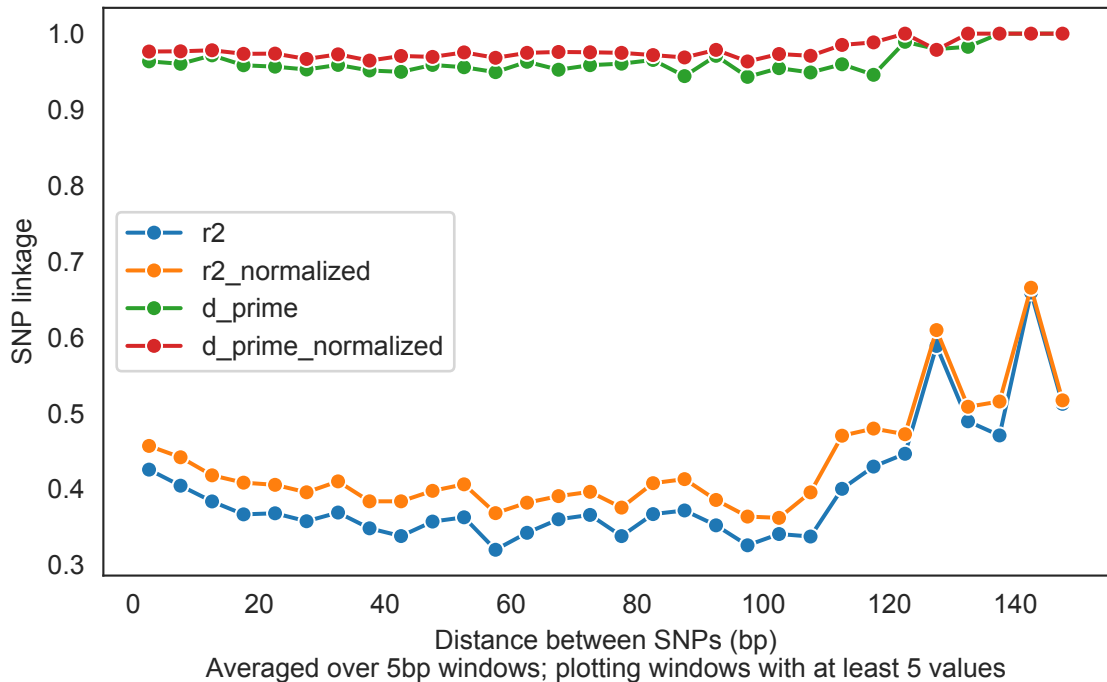 1.0
0.9
0.8
0.7
0.6
0.5
0.4
0.3
SNP linkage
r2
r2_normalized
d_prime
d_prime_normalized
0 20 40 60 80 100 120 140
Distance between SNPs (bp)
Averaged over 5bp windows; plotting windows with at least 5 values